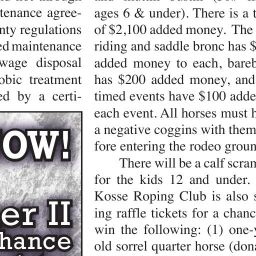 tenance agree-
nty regulations
ed maintenance
wage disposal
obic treatment
ed by a certi-
OW!
er II
hance
ages 6 & under). There is a t
of $2,100 added money. The
riding and saddle bronc has $
added money to each, bareb
has $200 added money, and
timed events have $100 adde
each event. All horses must h
a negative coggins with them
fore entering the rodeo groun
There will be a calf scram
for the kids 12 and under.
Kosse Roping Club is also s
ing raffle tickets for a chanc
win the following: (1) one-y
old sorrel quarter horse (dona